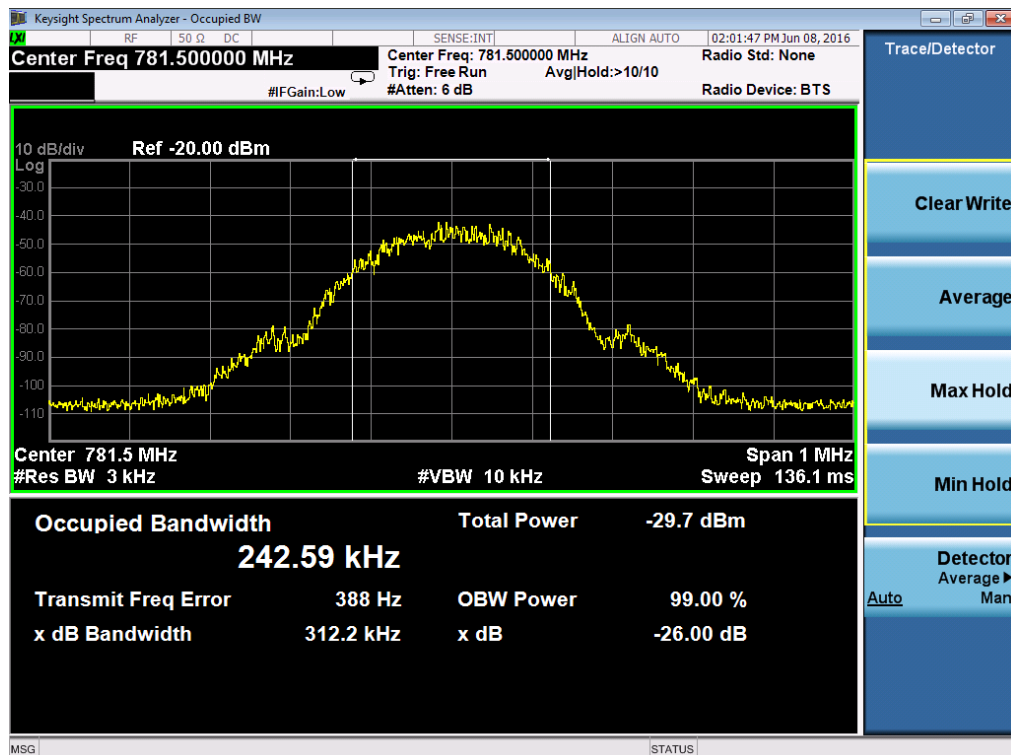 Keysight Spectrum Analyzer - Occupied BW
LXI RF 50 Ω DC SENSE:INT ALIGN AUTO 02:01:47 PM Jun 08, 2016
Center Freq 781.500000 MHz
#IFGain:Low
Center Freq: 781.500000 MHz
Trig: Free Run Avg|Hold:>10/10
#Atten: 6 dB
Radio Std: None
Radio Device: BTS
10 dB/div Ref -20.00 dBm
Log
-30.0
-40.0
-50.0
-60.0
-70.0
-80.0
-90.0
-100
-110
Center 781.5 MHz Span 1 MHz
#Res BW 3 kHz #VBW 10 kHz Sweep 136.1 ms
Occupied Bandwidth Total Power -29.7 dBm
242.59 kHz
Transmit Freq Error 388 Hz OBW Power 99.00 %
x dB Bandwidth 312.2 kHz x dB -26.00 dB
Trace/Detector
Clear Write
Average
Max Hold
Min Hold
Detector
Average▶
Auto Man
MSG STATUS